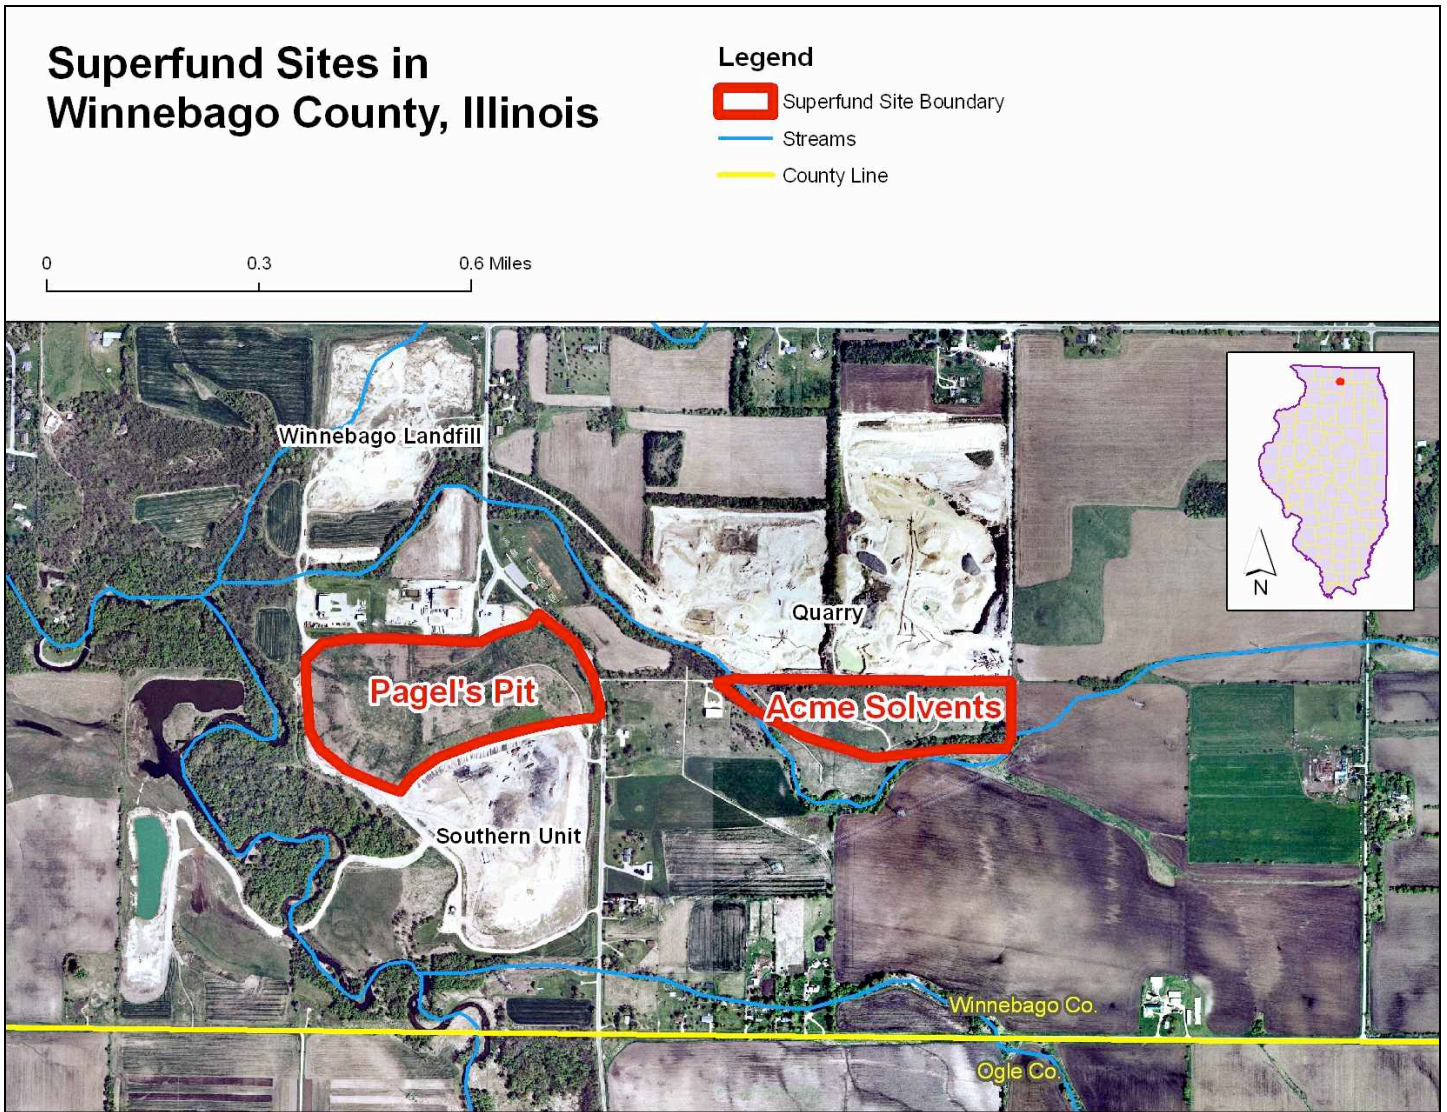 Superfund Sites in
Winnebago County, Illinois
Legend
Superfund Site Boundary
Streams
County Line
0 0.3 0.6 Miles
Winnebago Landfill
Quarry
N
Pagel's Pit
Acme Solvents
Southern Unit
Winnebago Co.
Ogle Co.